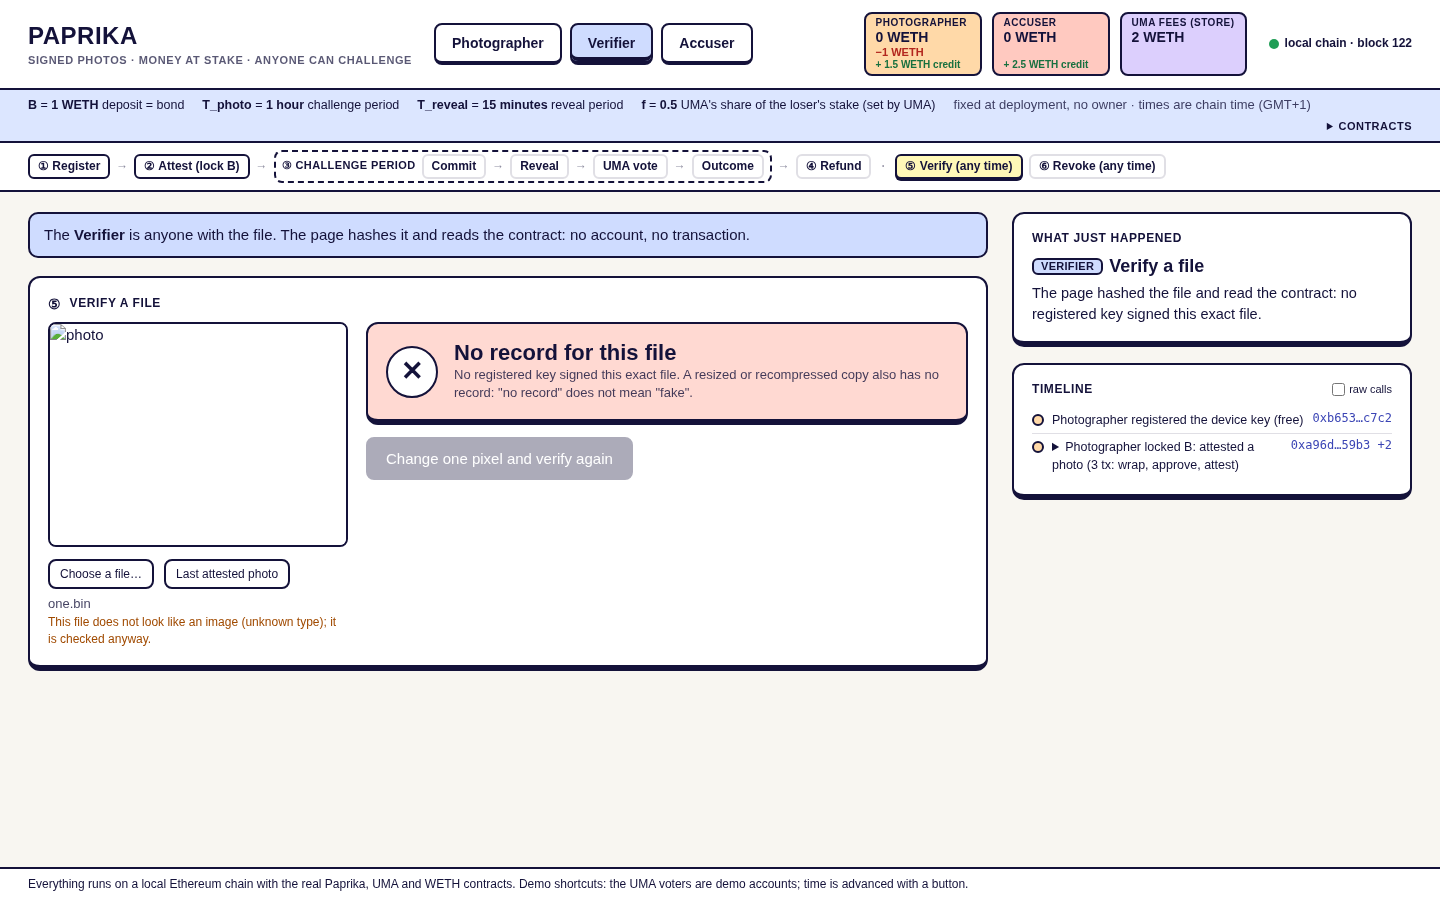 PAPRIKA
SIGNED PHOTOS · MONEY AT STAKE · ANYONE CAN CHALLENGE
Photographer
Verifier
Accuser
PHOTOGRAPHER
0 WETH
−1 WETH
+ 1.5 WETH credit
ACCUSER
0 WETH
+ 2.5 WETH credit
UMA FEES (STORE)
2 WETH
local chain · block 122
B = 1 WETH deposit = bond T_photo = 1 hour challenge period T_reveal = 15 minutes reveal period f = 0.5 UMA's share of the loser's stake (set by UMA) fixed at deployment, no owner · times are chain time (GMT+1)
▶ CONTRACTS
① Register → ② Attest (lock B) → ③ CHALLENGE PERIOD Commit → Reveal → UMA vote → Outcome → ④ Refund · ⑤ Verify (any time) ⑥ Revoke (any time)
The Verifier is anyone with the file. The page hashes it and reads the contract: no account, no transaction.
⑤ VERIFY A FILE
photo
✕
No record for this file
No registered key signed this exact file. A resized or recompressed copy also has no
record: "no record" does not mean "fake".
Change one pixel and verify again
Choose a file…
Last attested photo
one.bin
This file does not look like an image (unknown type); it
is checked anyway.
WHAT JUST HAPPENED
VERIFIER Verify a file
The page hashed the file and read the contract: no
registered key signed this exact file.
TIMELINE
raw calls
Photographer registered the device key (free) 0xb653…c7c2
▶ Photographer locked B: attested a 0xa96d…59b3 +2
photo (3 tx: wrap, approve, attest)
Everything runs on a local Ethereum chain with the real Paprika, UMA and WETH contracts. Demo shortcuts: the UMA voters are demo accounts; time is advanced with a button.